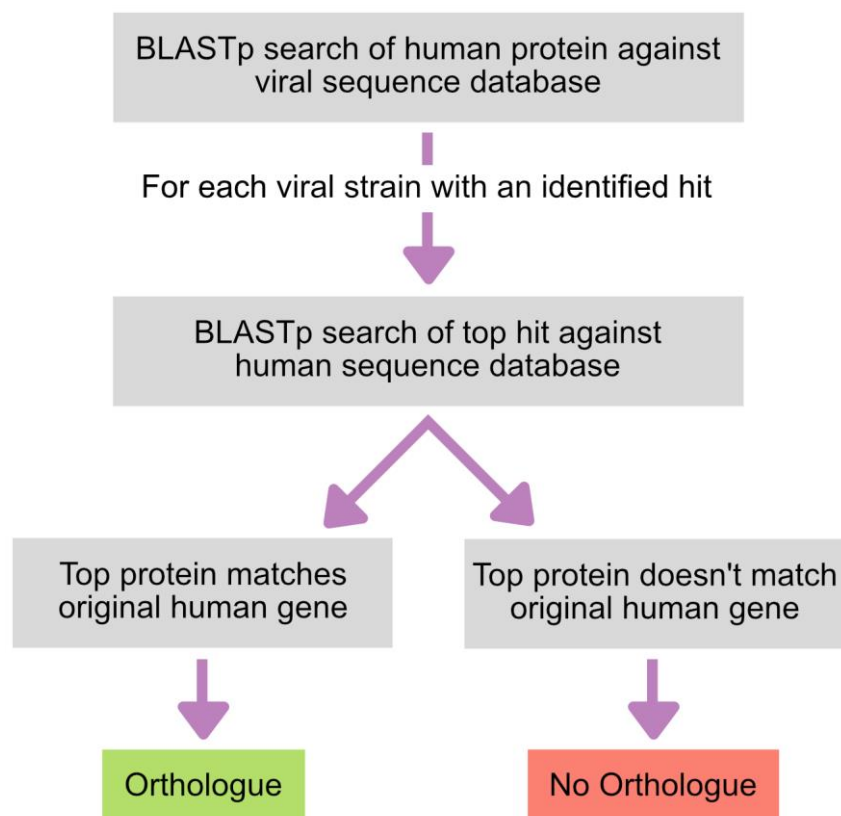 BLASTp search of human protein against
viral sequence database
For each viral strain with an identified hit
BLASTp search of top hit against
human sequence database
Top protein matches
original human gene
Top protein doesn't match
original human gene
Orthologue
No Orthologue